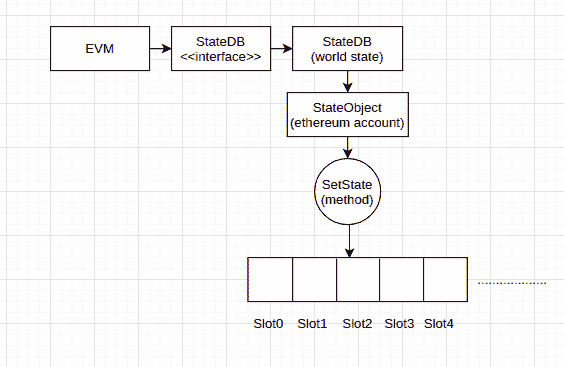 EVM
StateDB
<<interface>>
StateDB
(world state)
StateObject
(ethereum account)
SetState
(method)
...................
Slot0 Slot1 Slot2 Slot3 Slot4